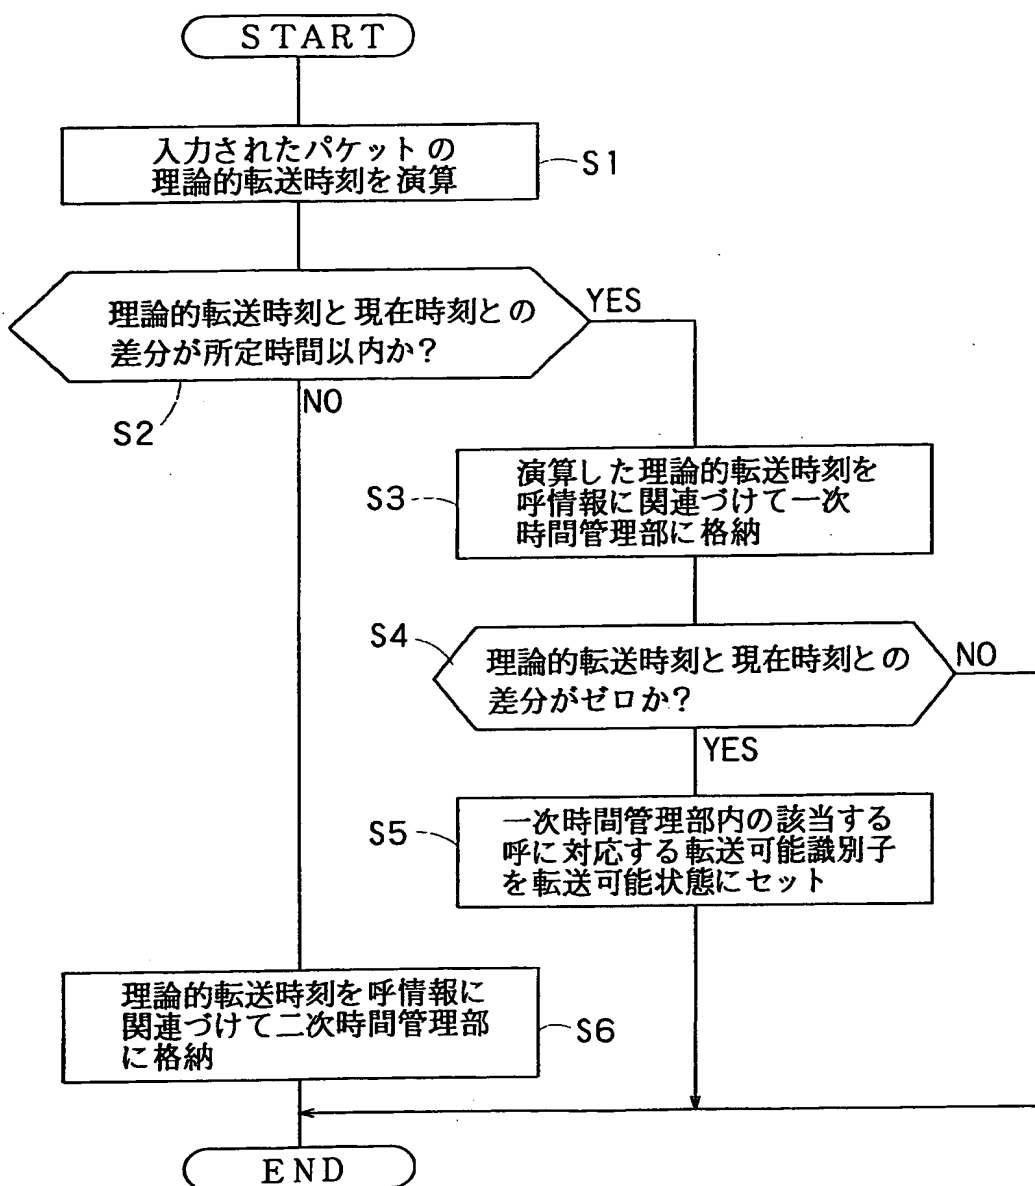 START
入力されたパケットの
理論的転送時刻を演算
S1
理論的転送時刻と現在時刻との
差分が所定時間以内か?
YES
NO
S2
演算した理論的転送時刻を
呼情報に関連づけて一次
時間管理部に格納
S3
S4
理論的転送時刻と現在時刻との
差分がゼロか?
NO
YES
S5
一次時間管理部内の該当する
呼に対応する転送可能識別子
を転送可能状態にセット
理論的転送時刻を呼情報に
関連づけて二次時間管理部
に格納
S6
END